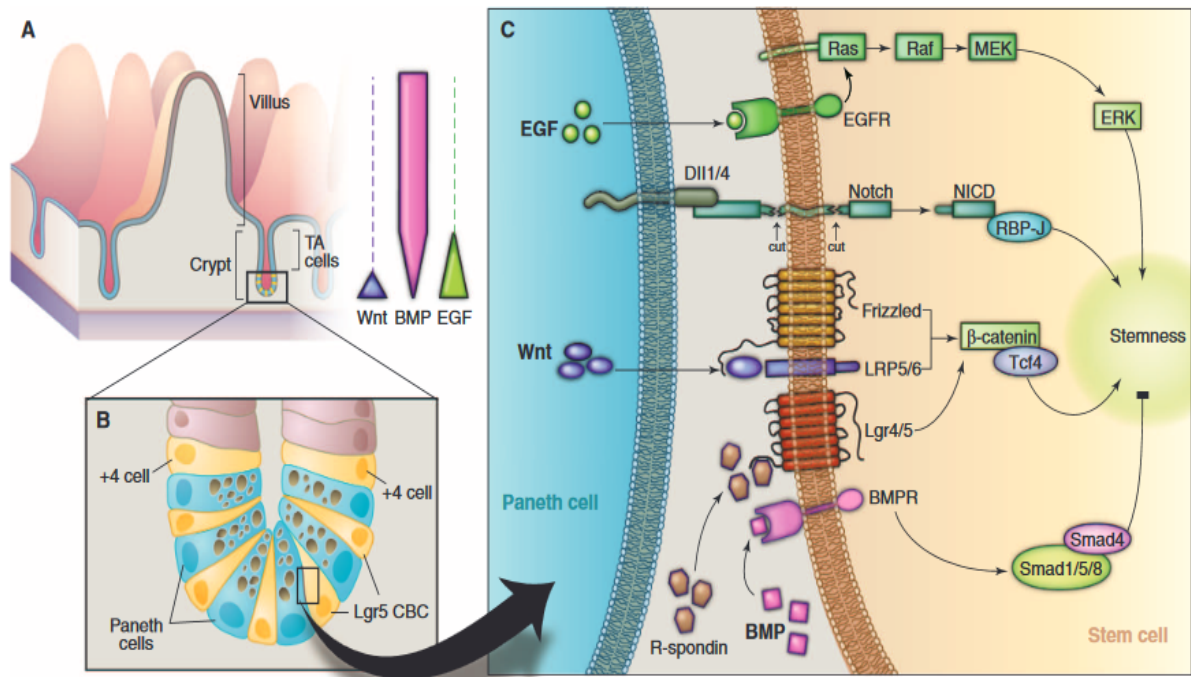 A
Villus
TA
cells
Crypt
Wnt
BMP
EGF
B
+4 cell
+4 cell
Paneth
cells
Lgr5 CBC
C
Ras
Raf
MEK
EGF
EGFR
ERK
Dll1/4
Notch
NICD
RBP-J
cut
cut
Frizzled
Wnt
LRP5/6
β-catenin
Tcf4
Stemness
Lgr4/5
Paneth cell
BMPR
Smad4
Smad1/5/8
R-spondin
BMP
Stem cell